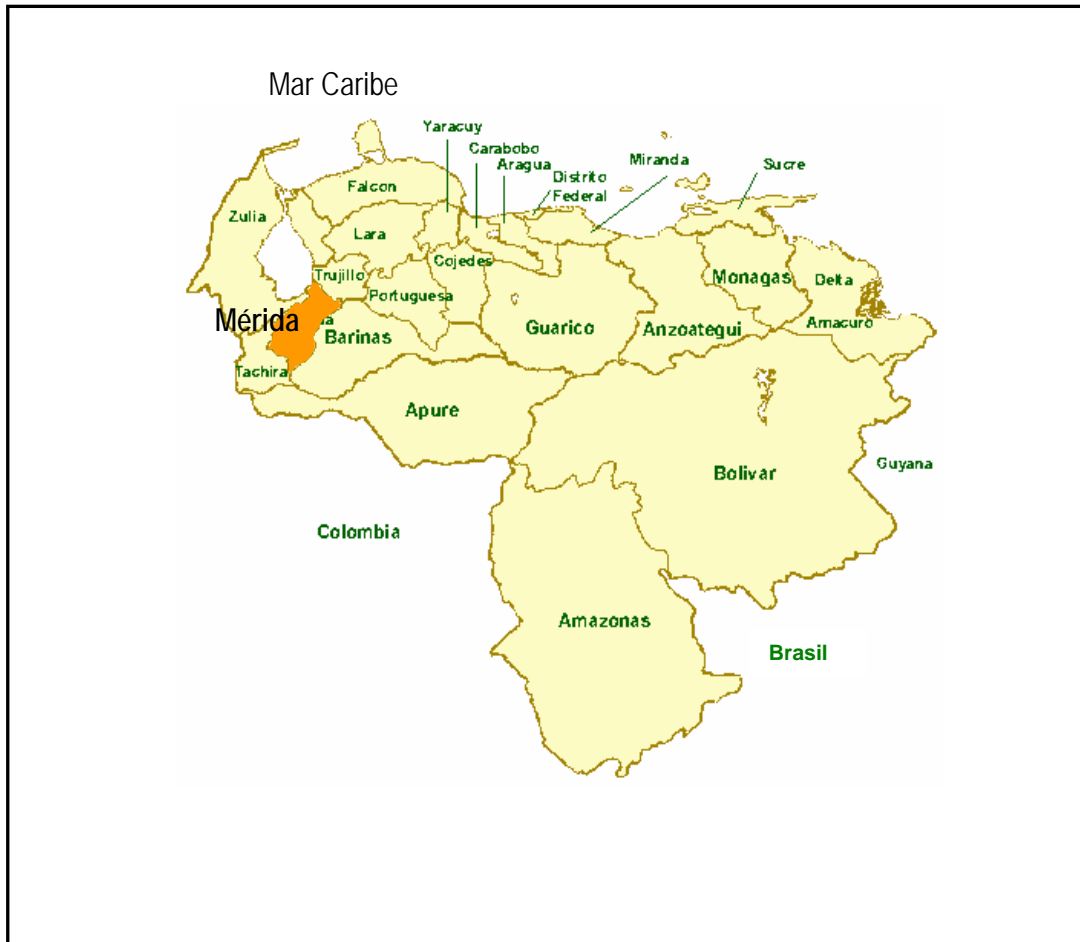 Mar Caribe
Yaracuy
Carabobo
Aragua
Distrito
Federal
Miranda
Sucre
Falcon
Zulia
Lara
Cojedes
Trujillo
Portuguesa
Monagas
Delta
Amacuro
Mérida
Barinas
Guarico
Anzoategui
Tachira
Apure
Bolivar
Guyana
Colombia
Amazonas
Brasil